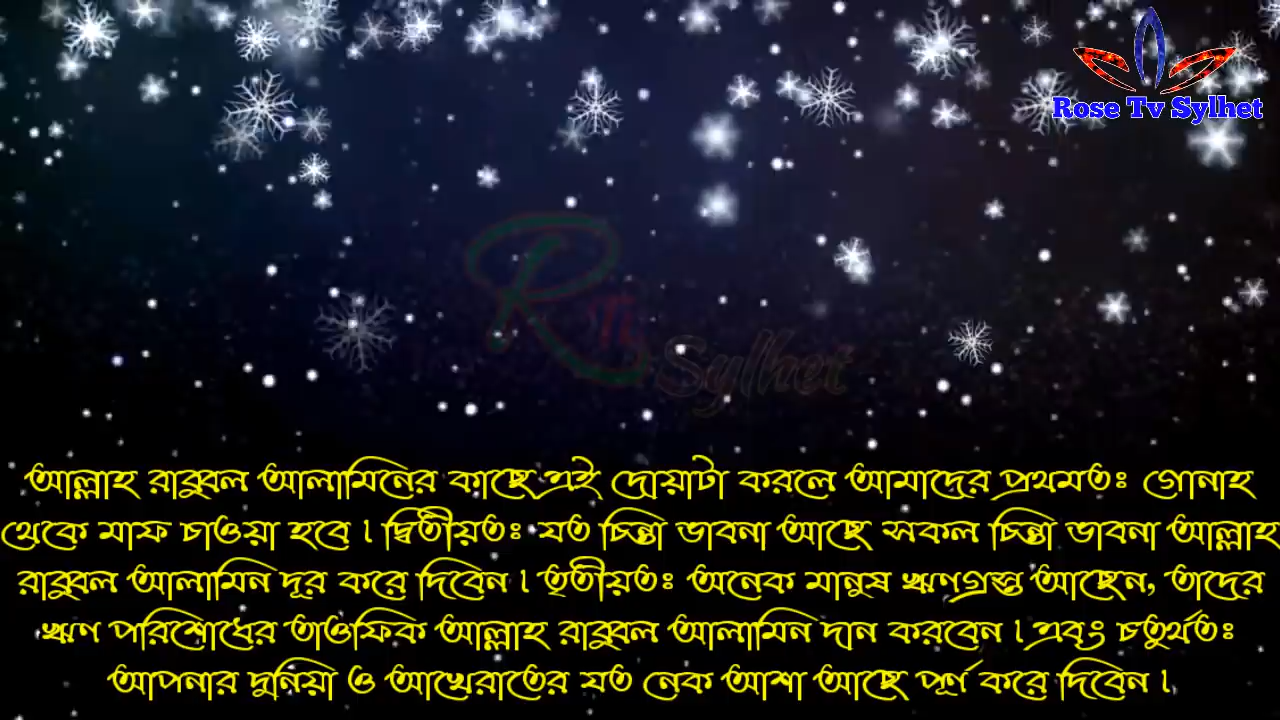 Rose Tv Sylhet
R
Sylhet
আল্লাহ রাব্বুল আলামিনের কাছে এই দোয়াটা করলে আমাদের প্রথমতঃ গোনাহ
থেকে মাফ চাওয়া হবে । দ্বিতীয়তঃ যত চিন্তা ভাবনা আছে সকল চিন্তা ভাবনা আল্লাহ
রাব্বুল আলামিন দূর করে দিবেন । তৃতীয়তঃ অনেক মানুষ ঋণগ্রস্ত আছেন, তাদের
ঋণ পরিশোধের তাওফিক আল্লাহ রাব্বুল আলামিন দান করবেন । এবং চতুর্থতঃ
আপনার দুনিয়া ও আখেরাতের যত নেক আশা আছে পূর্ণ করে দিবেন ।